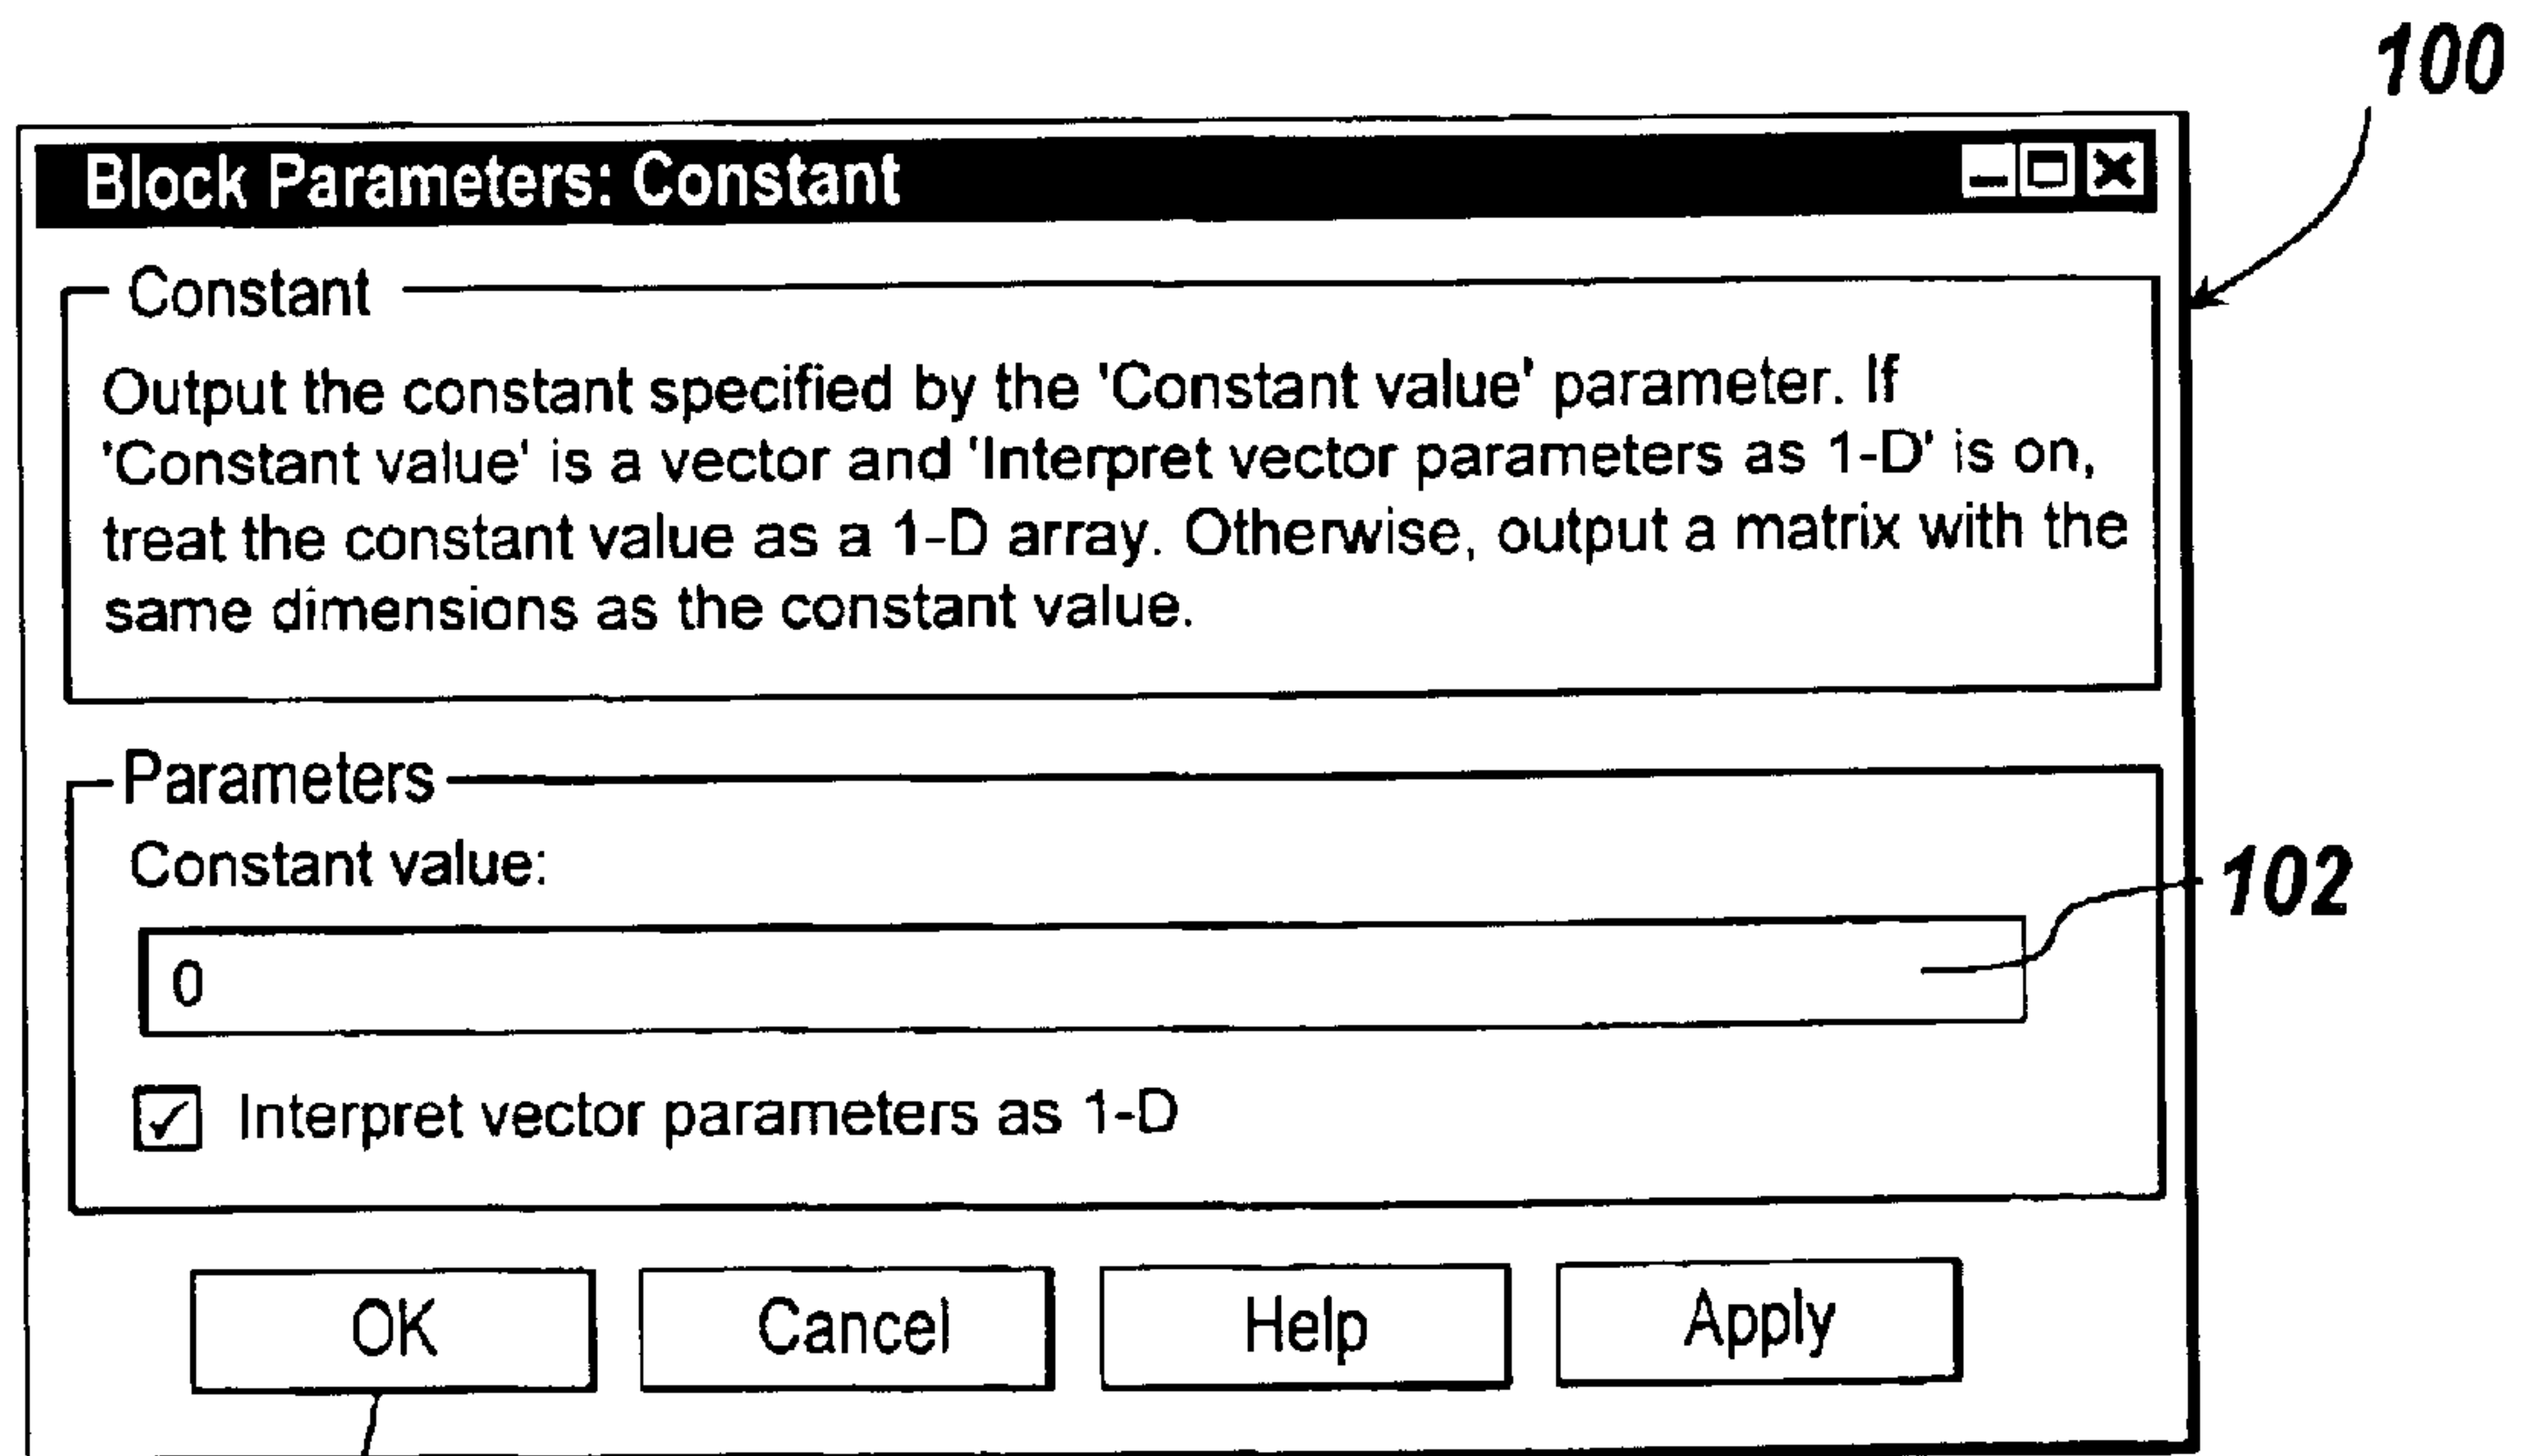 100
Block Parameters: Constant
Constant
Output the constant specified by the 'Constant value' parameter. If
'Constant value' is a vector and 'Interpret vector parameters as 1-D' is on,
treat the constant value as a 1-D array. Otherwise, output a matrix with the
same dimensions as the constant value.
Parameters
Constant value:
102
0
Interpret vector parameters as 1-D
OK Cancel Help Apply